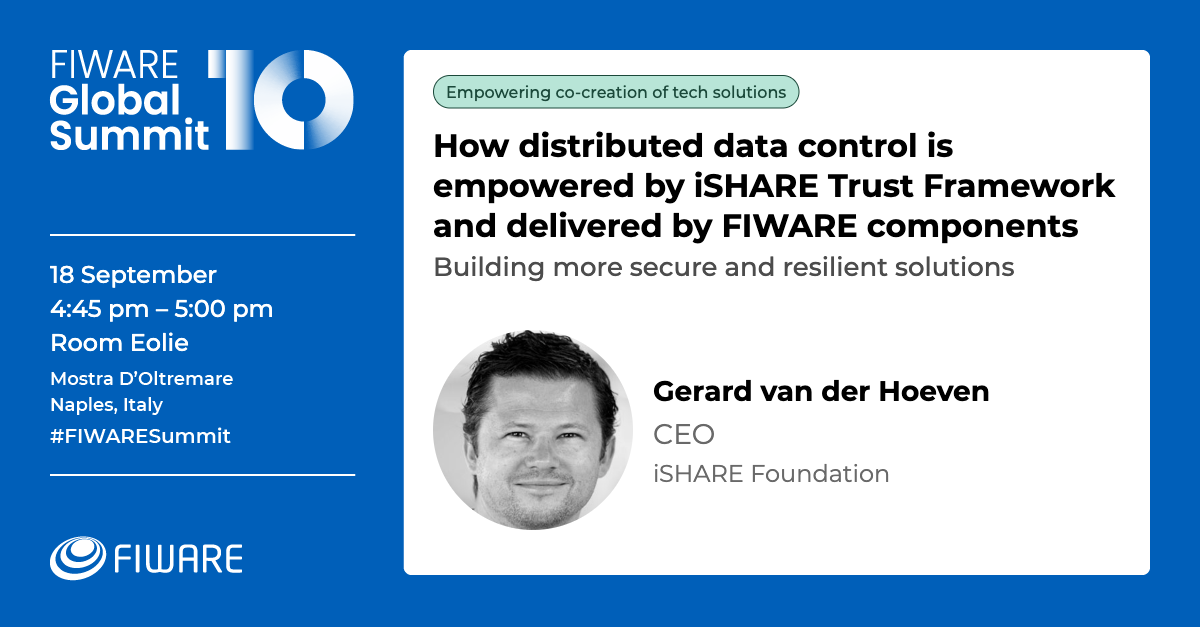 FIWARE
Global
Summit
10
18 September
4:45 pm – 5:00 pm
Room Eolie
Mostra D’Oltremare
Naples, Italy
#FIWARESummit
FIWARE
Empowering co-creation of tech solutions
How distributed data control is
empowered by iSHARE Trust Framework
and delivered by FIWARE components
Building more secure and resilient solutions
Gerard van der Hoeven
CEO
iSHARE Foundation